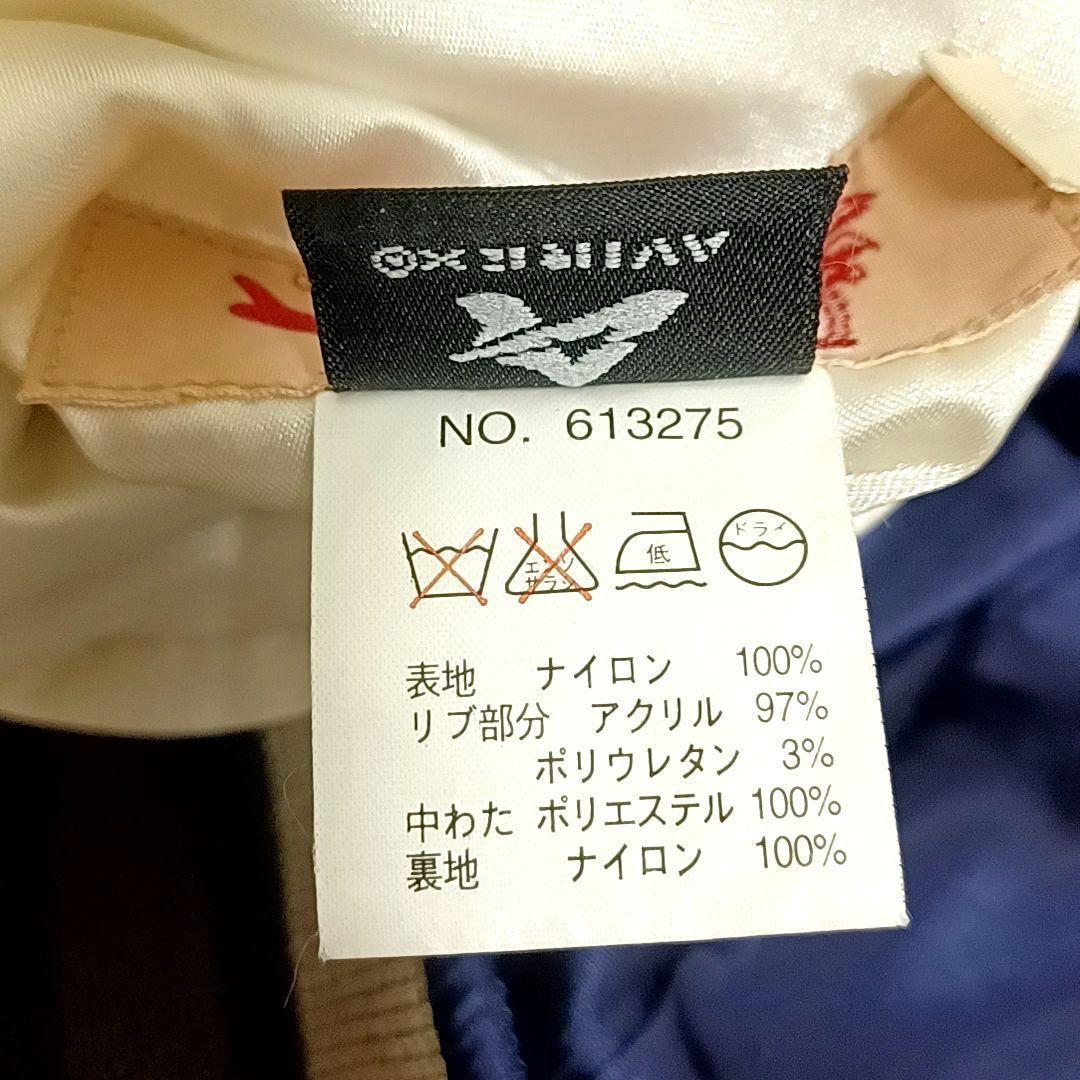 AVIREX
NO. 613275
エンソ
サラシ
低
ドライ
表地 ナイロン 100%
リブ部分 アクリル 97%
ポリウレタン 3%
中わた ポリエステル 100%
裏地 ナイロン 100%